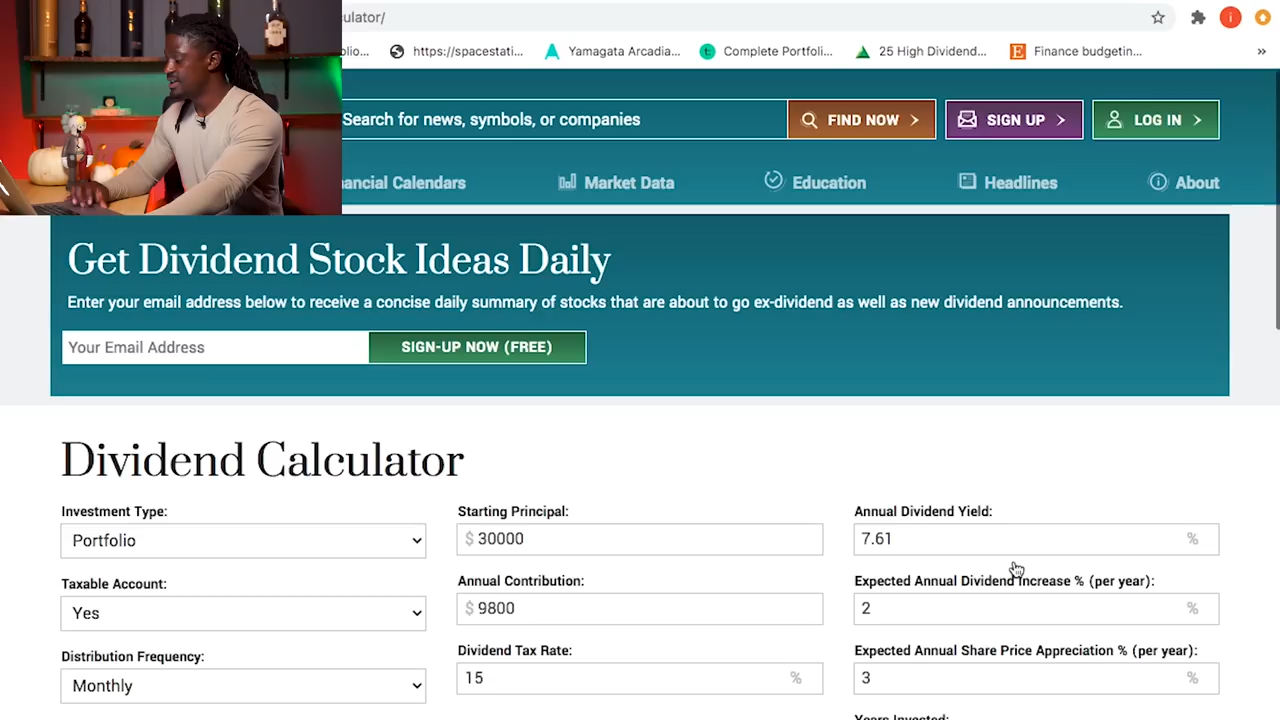 ulator/
olio...
https://spacestati...
Yamagata Arcadia...
Complete Portfoli...
25 High Dividend...
Finance budgetin...
»
Search for news, symbols, or companies
FIND NOW >
SIGN UP >
LOG IN >
nancial Calendars
Market Data
Education
Headlines
About
Get Dividend Stock Ideas Daily
Enter your email address below to receive a concise daily summary of stocks that are about to go ex-dividend as well as new dividend announcements.
Your Email Address
SIGN-UP NOW (FREE)
Dividend Calculator
Investment Type:
Portfolio
Taxable Account:
Yes
Distribution Frequency:
Monthly
Starting Principal:
$ 30000
Annual Contribution:
$ 9800
Dividend Tax Rate:
15 %
Annual Dividend Yield:
7.61 %
Expected Annual Dividend Increase % (per year):
2 %
Expected Annual Share Price Appreciation % (per year):
3 %
Years Invested: